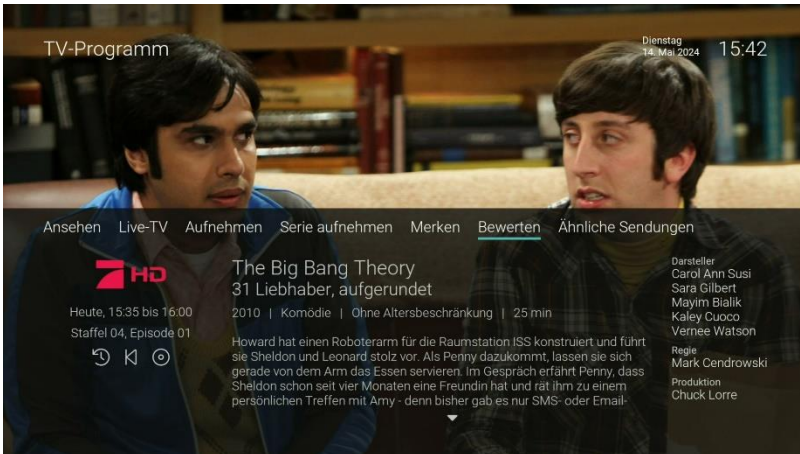 TV-Programm
Dienstag
14. Mai 2024
15:42
Ansehen Live-TV Aufnehmen Serie aufnehmen Merken Bewerten Ähnliche Sendungen
7 HD
Heute, 15:35 bis 16:00
Staffel 04, Episode 01
The Big Bang Theory
31 Liebhaber, aufgerundet
2010 | Komödie | Ohne Altersbeschränkung | 25 min
Howard hat einen Roboterarm für die Raumstation ISS konstruiert und führt
sie Sheldon und Leonard stolz vor. Als Penny dazukommt, lassen sie sich
gerade von dem Arm das Essen servieren. Im Gespräch erfährt Penny, dass
Sheldon schon seit vier Monaten eine Freundin hat und rät ihm zu einem
persönlichen Treffen mit Amy - denn bisher gab es nur SMS- oder Email-
Darsteller
Carol Ann Susi
Sara Gilbert
Mayim Bialik
Kaley Cuoco
Vernee Watson
Regie
Mark Cendrowski
Produktion
Chuck Lorre